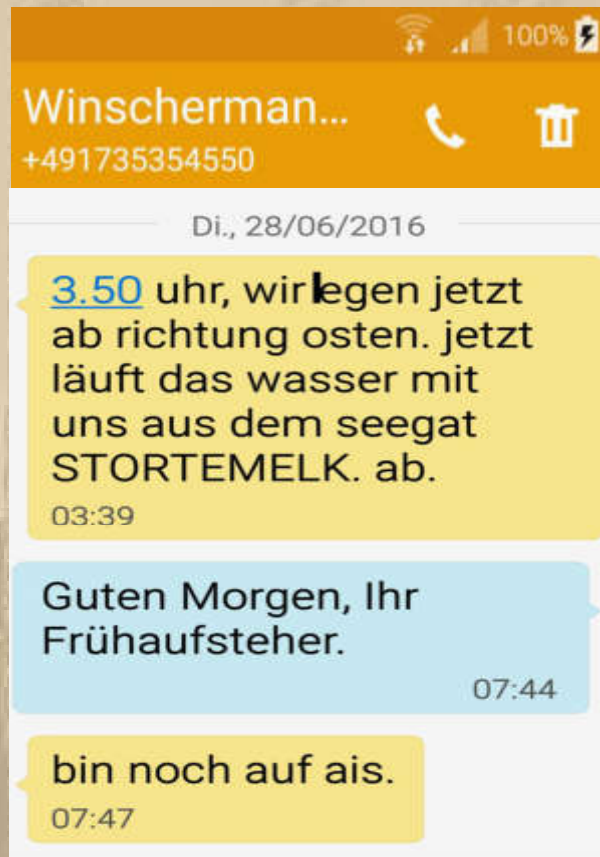 100%
Winscherman...
+491735354550
Di., 28/06/2016
3.50 uhr, wir legen jetzt
ab richtung osten. jetzt
läuft das wasser mit
uns aus dem seegat
STORTEMELK. ab.
03:39
Guten Morgen, Ihr
Frühaufsteher.
07:44
bin noch auf ais.
07:47